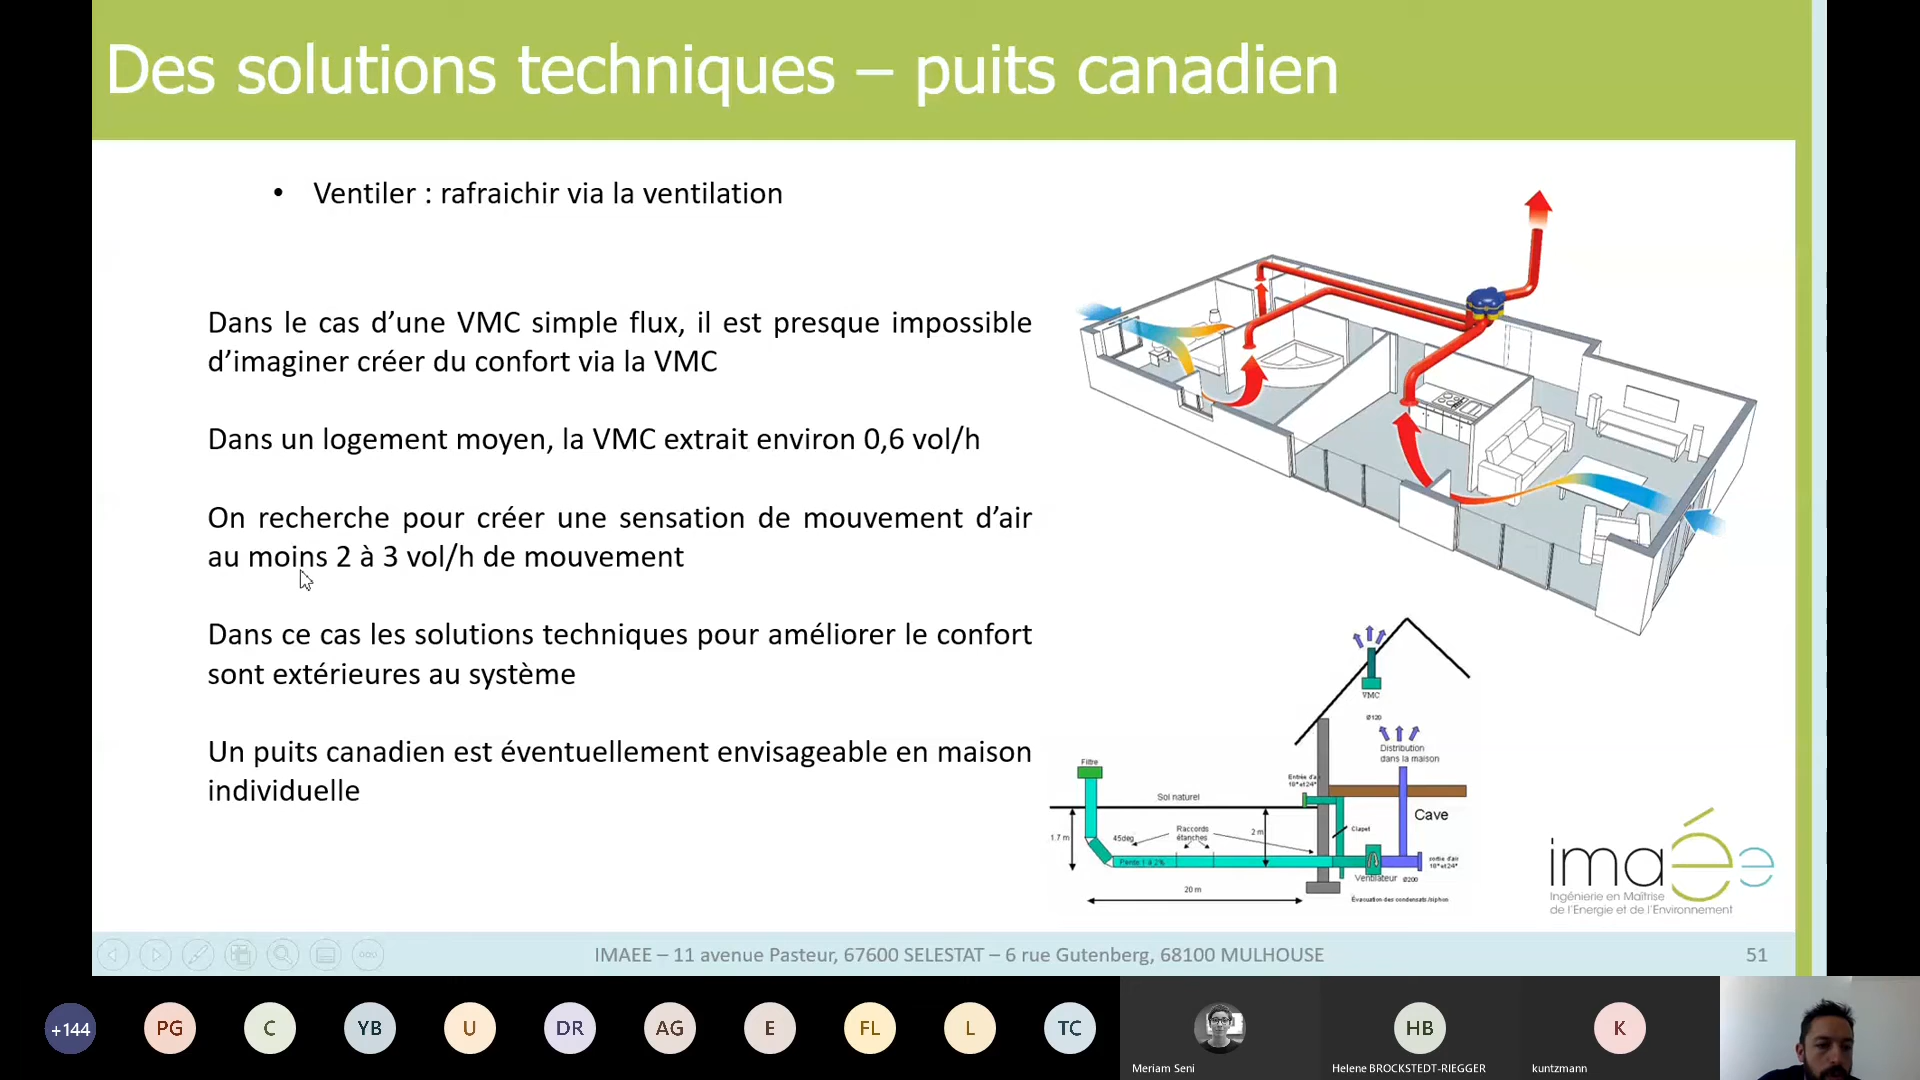 Des solutions techniques – puits canadien
• Ventiler : rafraichir via la ventilation
Dans le cas d’une VMC simple flux, il est presque impossible
d’imaginer créer du confort via la VMC
Dans un logement moyen, la VMC extrait environ 0,6 vol/h
On recherche pour créer une sensation de mouvement d’air
au moins 2 à 3 vol/h de mouvement
Dans ce cas les solutions techniques pour améliorer le confort
sont extérieures au système
Un puits canadien est éventuellement envisageable en maison
individuelle
VMC
Ø120
Distribution
dans la maison
Filtre
Entrée d'air
18°et24°
Sol naturel
Cave
1.7 m
45deg
Raccords
étanches
2 m
Clapet
Pente 1 à 2%
sortie d'air
18°et24°
Ventilateur
Ø200
20 m
Évacuation des condensats /siphon
imaée
Ingénierie en Maîtrise
de l'Energie et de l'Environnement
IMAEE – 11 avenue Pasteur, 67600 SELESTAT – 6 rue Gutenberg, 68100 MULHOUSE
51
+144
PG
C
YB
U
DR
AG
E
FL
L
TC
HB
K
Meriam Seni
Helene BROCKSTEDT-RIEGGER
kuntzmann